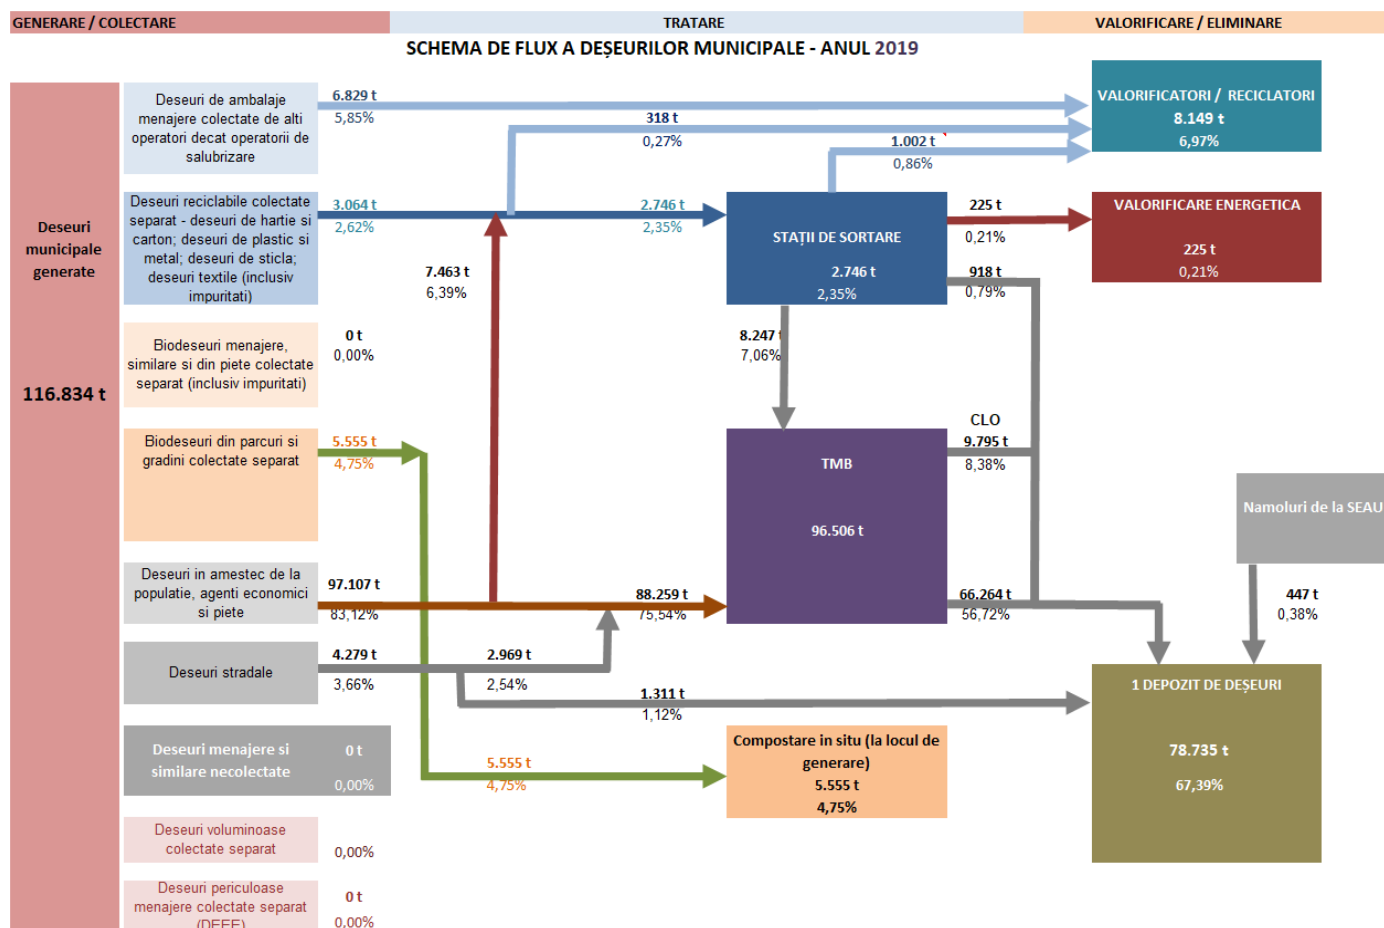 GENERARE / COLECTARE
TRATARE
VALORIFICARE / ELIMINARE
SCHEMA DE FLUX A DEȘEURILOR MUNICIPALE - ANUL 2019
Deseuri
municipale
generate
116.834 t
Deseuri de ambalaje
menajere colectate de alti
operatori decat operatorii de
salubrizare
6.829 t
5,85%
318 t
0,27%
1.002 t
0,86%
VALORIFICATORI / RECICLATORI
8.149 t
6,97%
Deseuri reciclabile colectate
separat - deseuri de hartie si
carton; deseuri de plastic si
metal; deseuri de sticla;
deseuri textile (inclusiv
impuritati)
3.064 t
2,62%
2.746 t
2,35%
7.463 t
6,39%
STAȚII DE SORTARE
2.746 t
2,35%
225 t
0,21%
918 t
0,79%
VALORIFICARE ENERGETICA
225 t
0,21%
Biodeseuri menajere,
similare si din piete colectate
separat (inclusiv impuritati)
0 t
0,00%
8.247 t
7,06%
Biodeseuri din parcuri si
gradini colectate separat
5.555 t
4,75%
TMB
96.506 t
CLO
9.795 t
8,38%
Namoluri de la SEAU
Deseuri in amestec de la
populatie, agenti economici
si piete
97.107 t
83,12%
88.259 t
75,54%
66.264 t
56,72%
447 t
0,38%
Deseuri stradale
4.279 t
3,66%
2.969 t
2,54%
1.311 t
1,12%
1 DEPOZIT DE DEȘEURI
78.735 t
67,39%
Deseuri menajere si
similare necolectate
0 t
0,00%
5.555 t
4,75%
Compostare in situ (la locul de
generare)
5.555 t
4,75%
Deseuri voluminoase
colectate separat
0,00%
Deseuri periculoase
menajere colectate separat
(DEEE)
0 t
0,00%